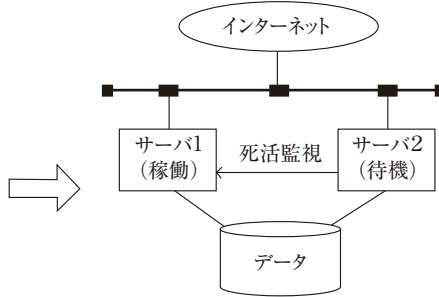 インターネット
サーバ1
（稼働）
死活監視
サーバ2
（待機）
データ